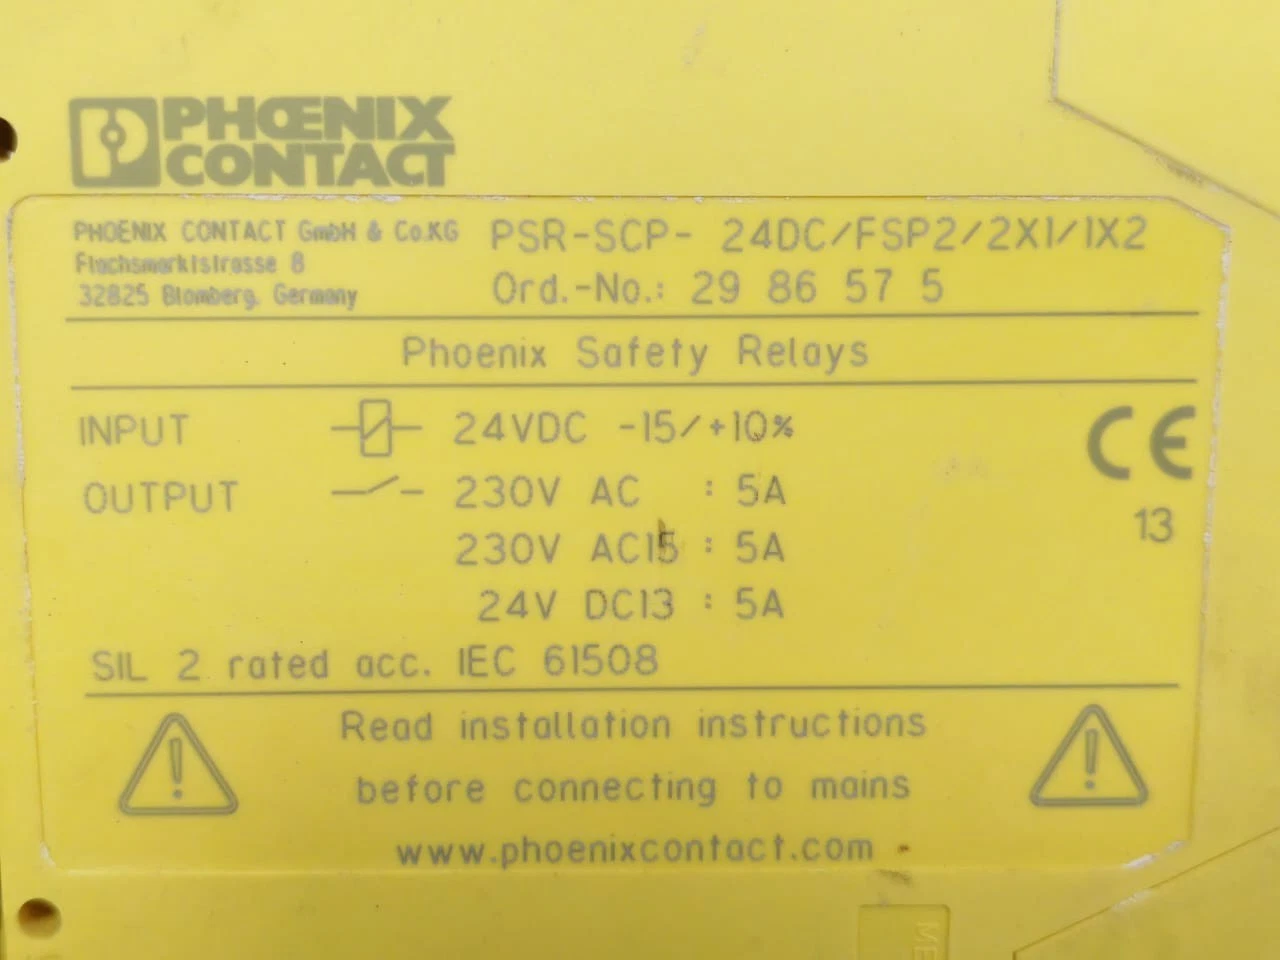 PHŒNIX
CONTACT
PHOENIX CONTACT GmbH & Co.KG
Flachsmarktstrasse 8
32825 Blomberg, Germany
PSR-SCP- 24DC/FSP2/2X1/1X2
Ord.-No.: 29 86 57 5
Phoenix Safety Relays
INPUT 24VDC -15/+10%
OUTPUT 230V AC : 5A
230V AC15 : 5A
24V DC13 : 5A
CE
13
SIL 2 rated acc. IEC 61508
Read installation instructions
before connecting to mains
www.phoenixcontact.com